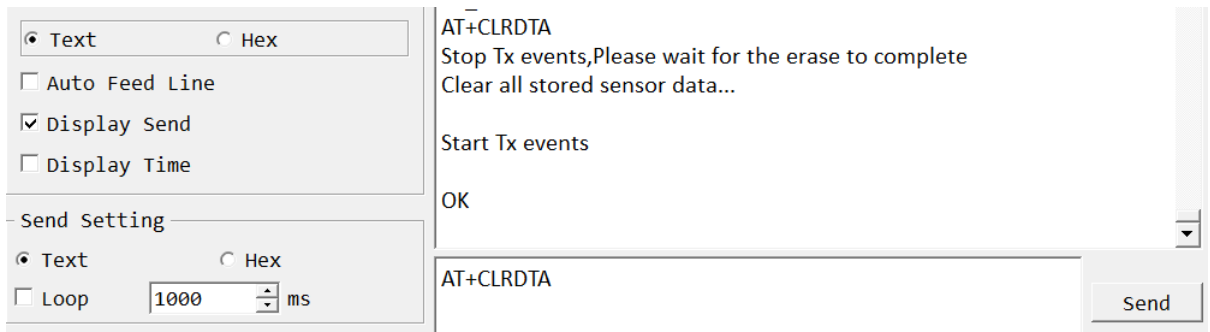 Text Hex
Auto Feed Line
Display Send
Display Time
Send Setting
Text Hex
Loop 1000 ms
AT+CLRDTA
Stop Tx events,Please wait for the erase to complete
Clear all stored sensor data...
Start Tx events
OK
AT+CLRDTA
Send